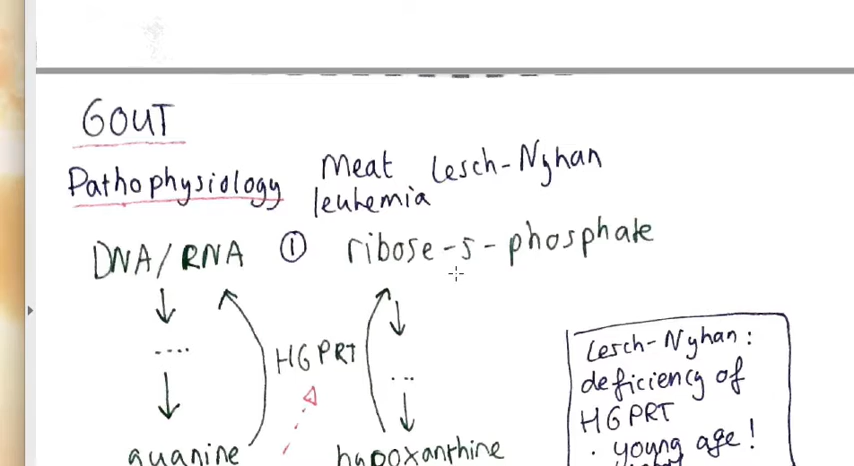 GOUT
Pathophysiology
Meat Lesch-Nyhan
leukemia
DNA/RNA ① ribose-5-phosphate
....
HGPRT
...
guanine
hypoxanthine
Lesch-Nyhan:
deficiency of
HGPRT
· young age!